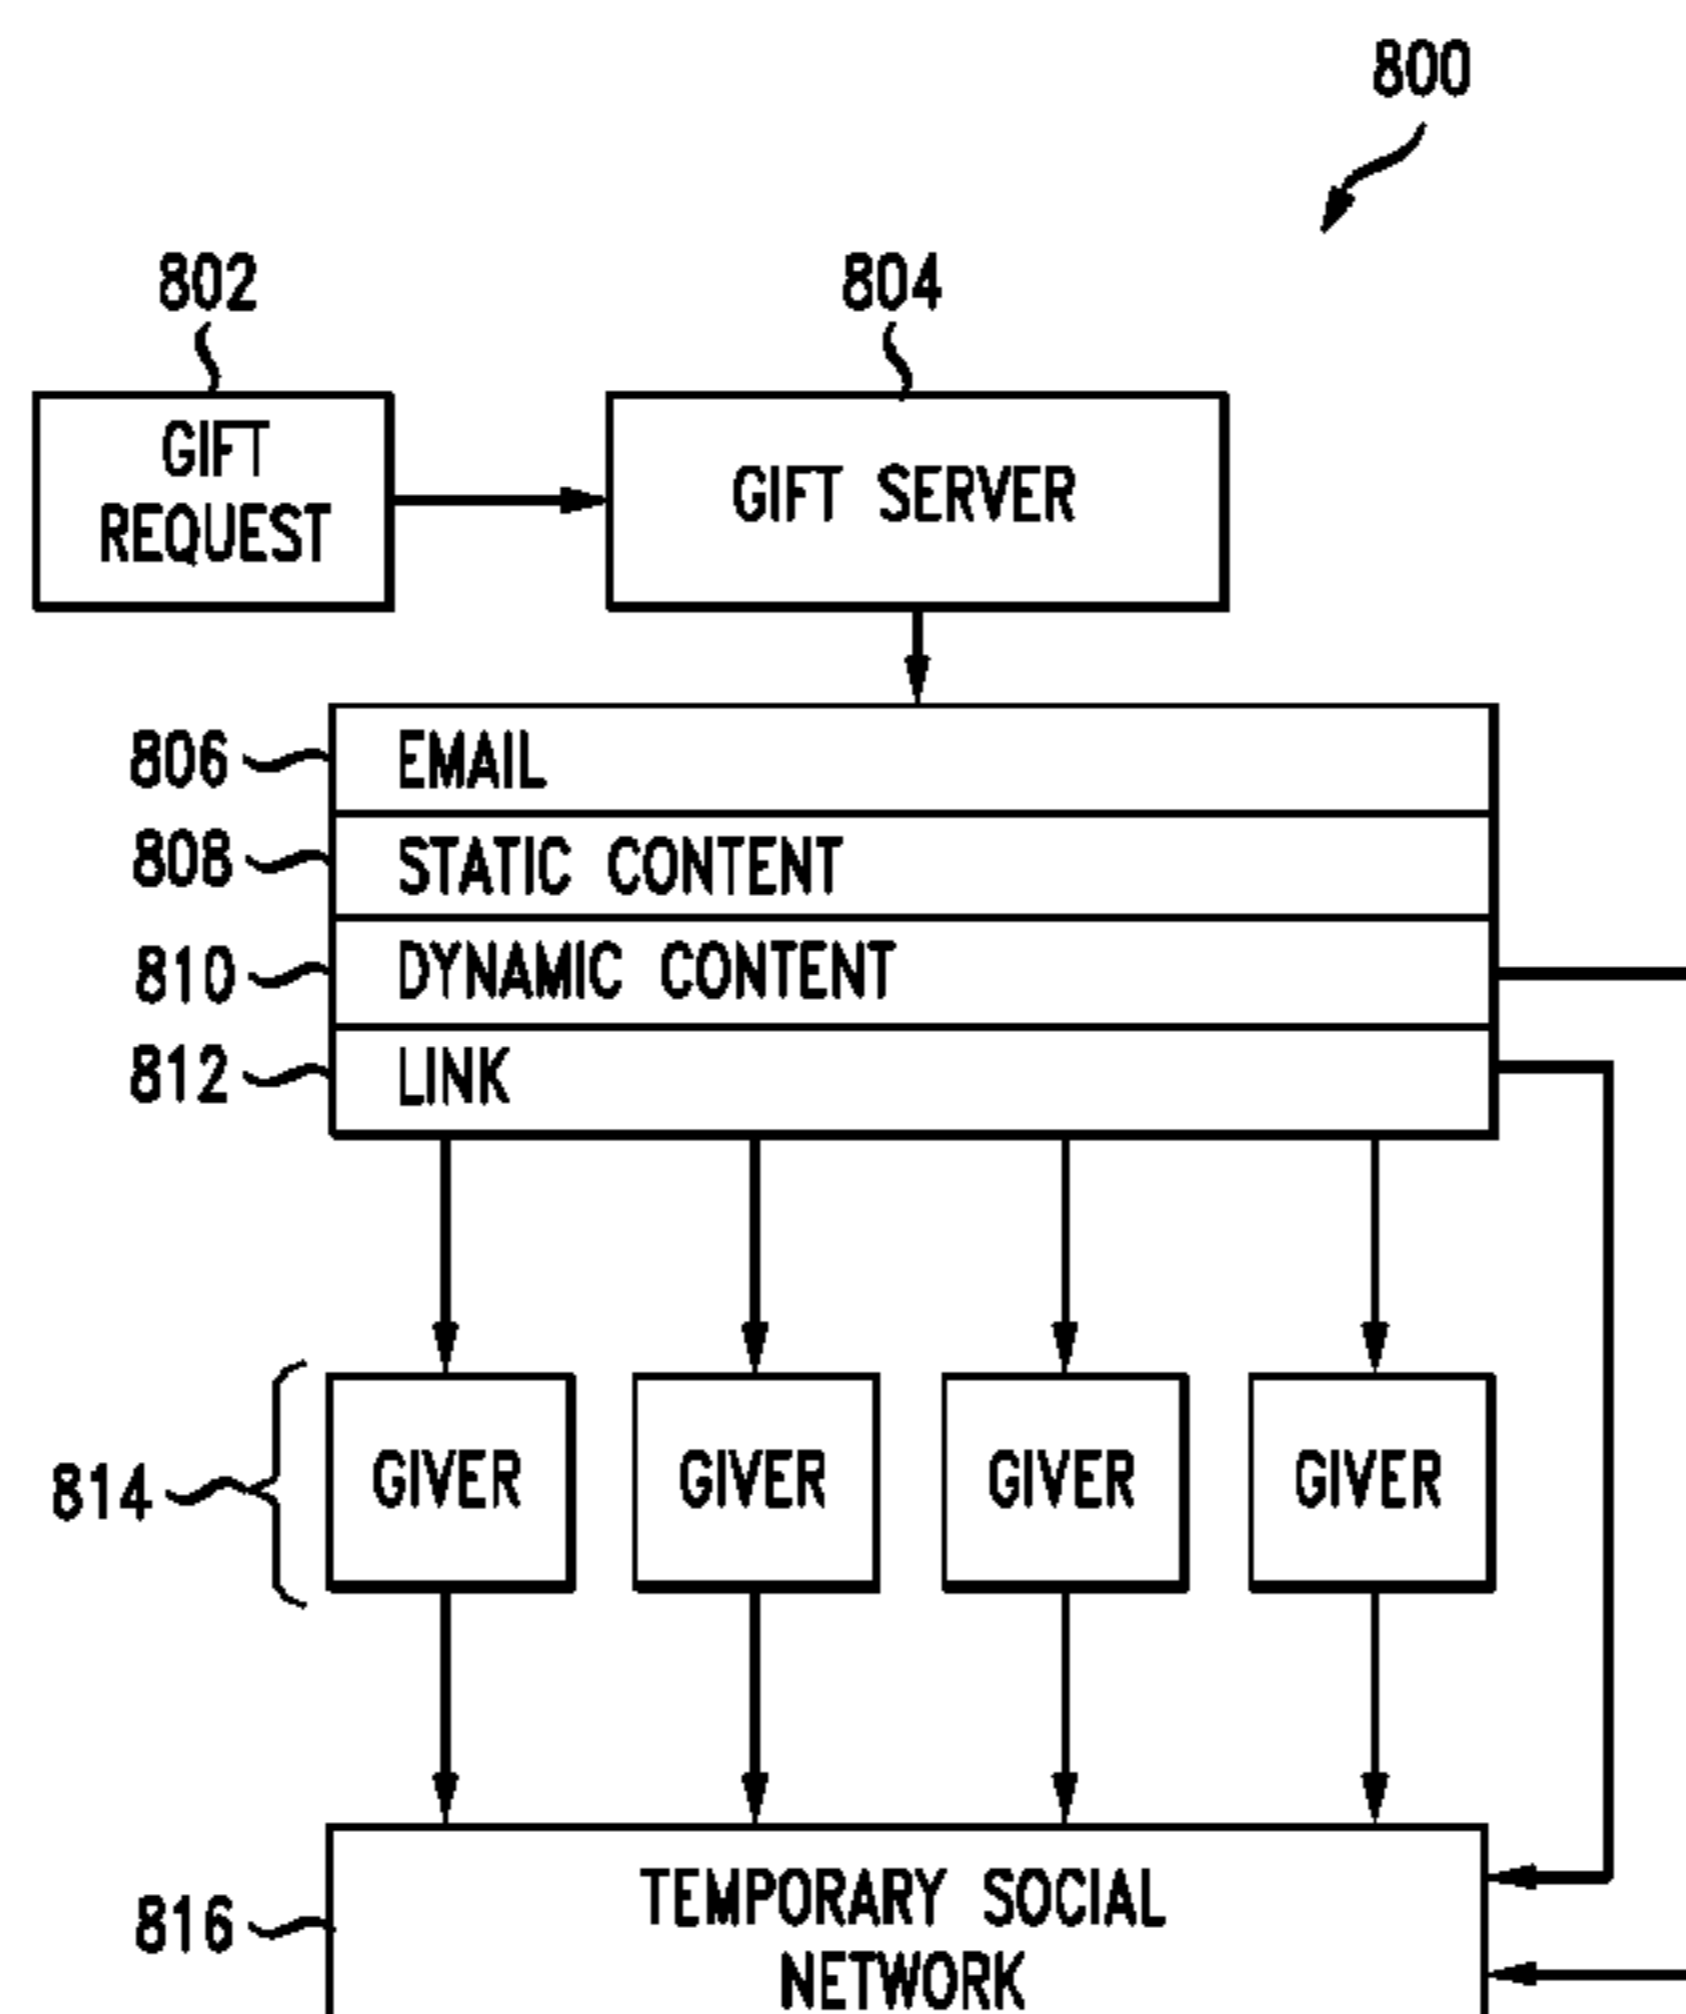 800
802
804
GIFT
REQUEST
GIFT SERVER
806
EMAIL
808
STATIC CONTENT
810
DYNAMIC CONTENT
812
LINK
814
GIVER
GIVER
GIVER
GIVER
816
TEMPORARY SOCIAL
NETWORK